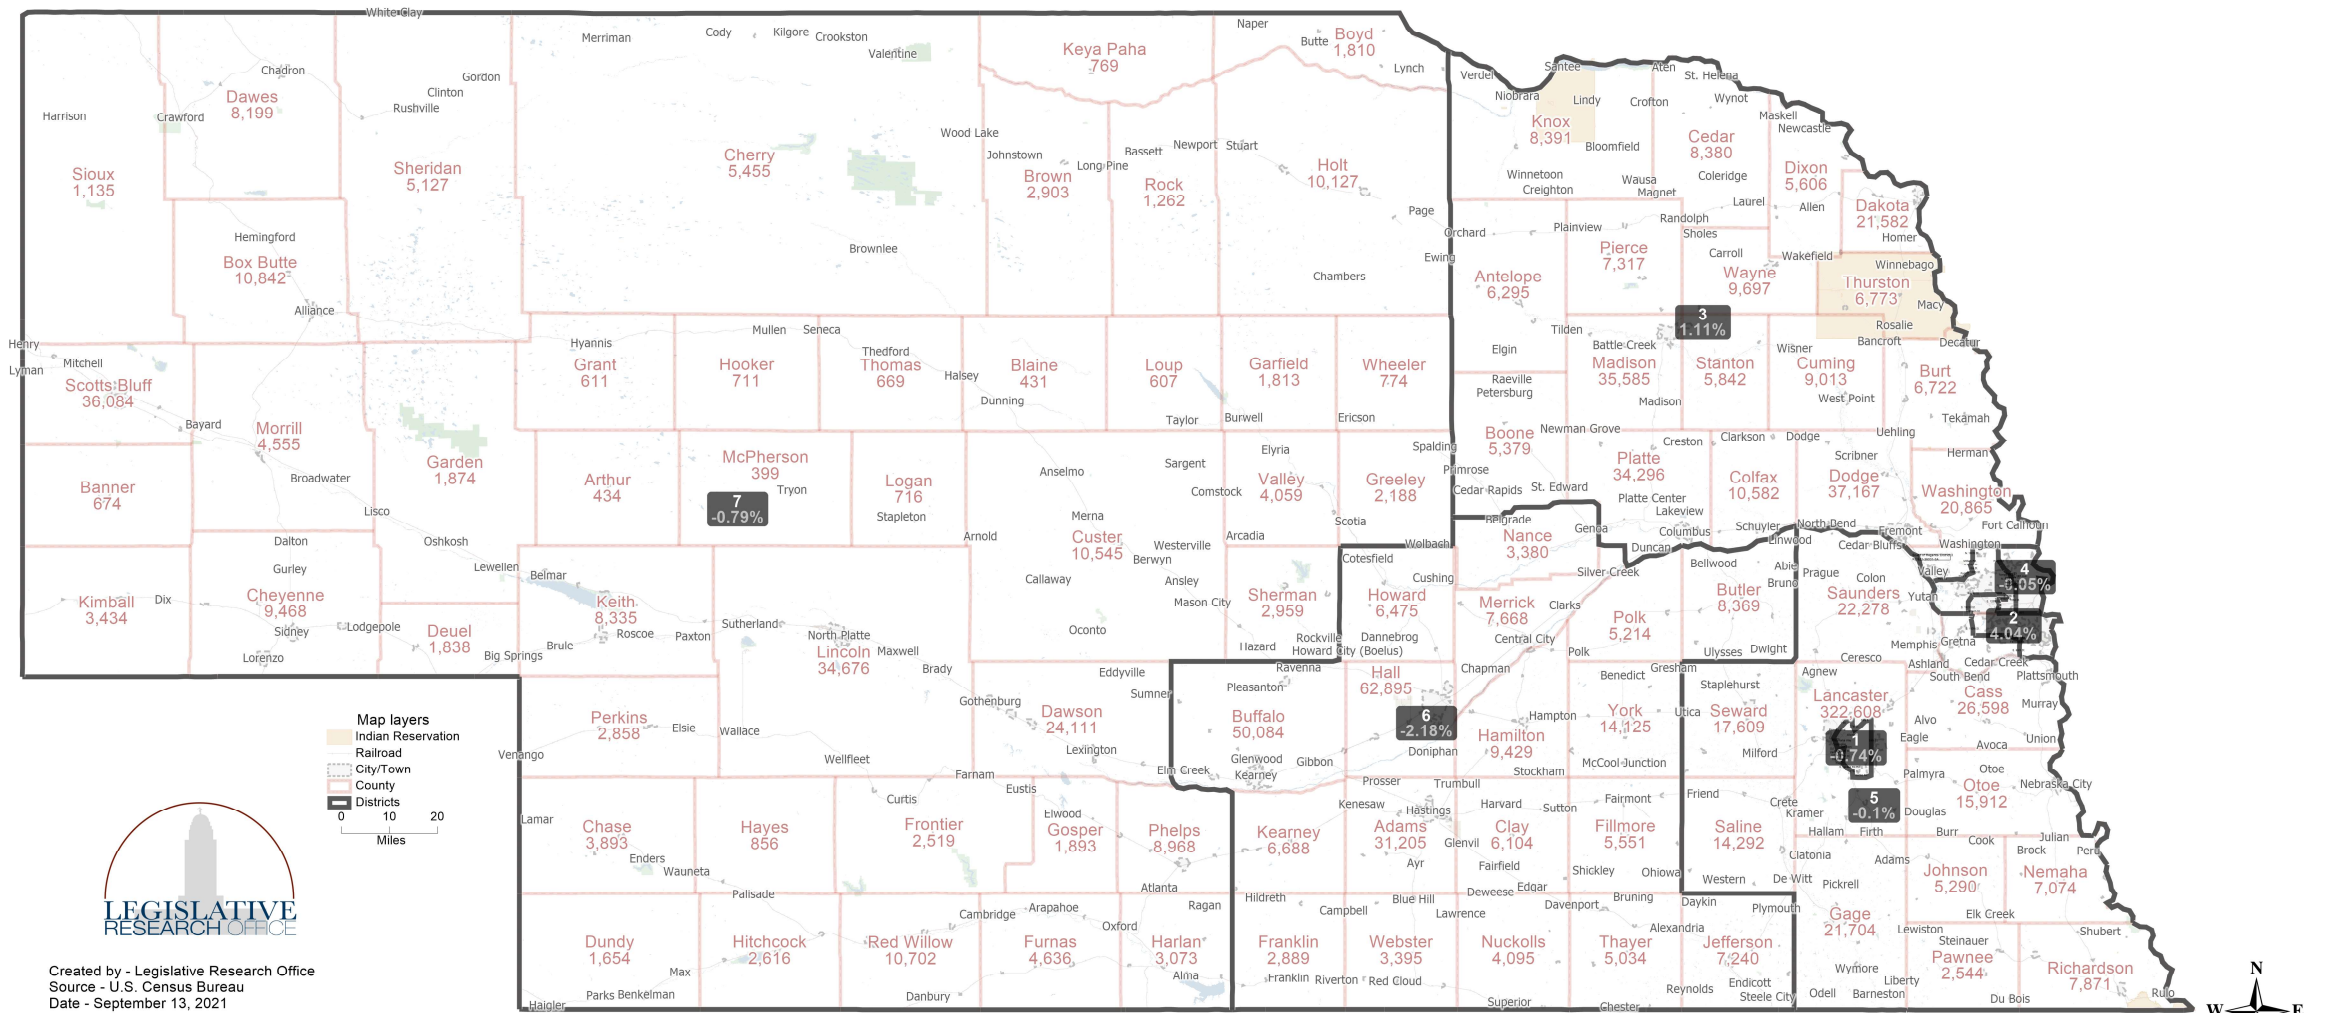 White Clay
Merriman
Cody
Kilgore
Crookston
Valentine
Naper
Butte
Boyd
1,810
Lynch
Keya Paha
769
Chadron
Gordon
Clinton
Rushville
Dawes
8,199
Crawford
Harrison
Sioux
1,135
Sheridan
5,127
Cherry
5,455
Wood Lake
Johnstown
Long Pine
Bassett
Newport
Stuart
Brown
2,903
Rock
1,262
Holt
10,127
Page
Orchard
Ewing
Chambers
Brownlee
Hemingford
Box Butte
10,842
Alliance
Verdel
Santee
Aten
St. Helena
Niobrara
Lindy
Crofton
Wynot
Maskell
Newcastle
Knox
8,391
Bloomfield
Cedar
8,380
Coleridge
Dixon
5,606
Winnetoon
Creighton
Wausa
Magnet
Laurel
Allen
Dakota
21,582
Homer
Randolph
Sholes
Plainview
Pierce
7,317
Carroll
Wayne
9,697
Wakefield
Winnebago
Thurston
6,773
Macy
Rosalie
Antelope
6,295
3
1.11%
Tilden
Battle Creek
Elgin
Madison
35,585
Stanton
5,842
Wisner
Cuming
9,013
West Point
Bancroft
Decatur
Burt
6,722
Tekamah
Raeville
Petersburg
Madison
Henry
Mitchell
Lyman
Scotts Bluff
36,084
Bayard
Morrill
4,555
Broadwater
Banner
674
Garden
1,874
Lisco
Oshkosh
Lewellen
Hyannis
Grant
611
Mullen
Seneca
Hooker
711
Thedford
Thomas
669
Halsey
Blaine
431
Dunning
Loup
607
Taylor
Garfield
1,813
Burwell
Wheeler
774
Ericson
Arthur
434
McPherson
399
Tryon
7
-0.79%
Logan
716
Stapleton
Anselmo
Sargent
Comstock
Merna
Custer
10,545
Arnold
Westerville
Berwyn
Callaway
Ansley
Mason City
Oconto
Elyria
Valley
4,059
Arcadia
Spalding
Greeley
2,188
Scotia
Wolbach
Boone
5,379
Newman Grove
Primrose
Cedar Rapids
St. Edward
Creston
Clarkson
Dodge
Uehling
Scribner
Herman
Platte
34,296
Platte Center
Lakeview
Columbus
Colfax
10,582
Schuyler
Dodge
37,167
North Bend
Fremont
Washington
20,865
Fort Calhoun
Belgrade
Genoa
Nance
3,380
Duncan
Linwood
Cedar Bluffs
Washington
Dalton
Gurley
Kimball
3,434
Dix
Cheyenne
9,468
Sidney
Lodgepole
Lorenzo
Deuel
1,838
Big Springs
Belmar
Keith
8,335
Brule
Roscoe
Paxton
Sutherland
North Platte
Lincoln
34,676
Maxwell
Brady
Sherman
2,959
Hazard
Rockville
Cotesfield
Cushing
Howard
6,475
Dannebrog
Howard City (Boelus)
Silver Creek
Merrick
7,668
Clarks
Central City
Polk
5,214
Polk
Bellwood
Abie
Bruno
Butler
8,369
Ulysses
Dwight
Prague
Colon
Saunders
22,278
Valley
Yutan
Memphis
Gretna
Ceresco
4
-0.05%
2
4.04%
Ashland
South Bend
Cedar Creek
Plattsmouth
Cass
26,598
Murray
Alvo
Eagle
Union
Avoca
Perkins
2,858
Elsie
Venango
Wallace
Wellfleet
Gothenburg
Eddyville
Sumner
Dawson
24,111
Lexington
Farnam
Ravenna
Pleasanton
Buffalo
50,084
Elm Creek
Glenwood
Kearney
Gibbon
Hall
62,895
6
-2.18%
Doniphan
Chapman
Hampton
Hamilton
9,429
Stockham
Gresham
Benedict
York
14,125
McCool Junction
Staplehurst
Utica
Seward
17,609
Milford
Agnew
Lancaster
322,608
1
-0.74%
5
-0.1%
Palmyra
Douglas
Otoe
Otoe
15,912
Nebraska City
Lamar
Chase
3,893
Enders
Wauneta
Hayes
856
Palisade
Curtis
Frontier
2,519
Eustis
Elwood
Gosper
1,893
Phelps
8,968
Atlanta
Prosser
Kenesaw
Trumbull
Hastings
Kearney
6,688
Adams
31,205
Ayr
Glenvil
Harvard
Sutton
Clay
6,104
Fairfield
Fairmont
Fillmore
5,551
Shickley
Ohiowa
Friend
Crete
Kramer
Saline
14,292
Hallam
Firth
Burr
Cook
Julian
Brock
Peru
Clatonia
Adams
Western
De Witt
Pickrell
Johnson
5,290
Nemaha
7,074
Dundy
1,654
Max
Parks
Benkelman
Haigler
Hitchcock
2,616
Red Willow
10,702
Cambridge
Arapahoe
Danbury
Furnas
4,636
Oxford
Ragan
Harlan
3,073
Alma
Hildreth
Campbell
Blue Hill
Franklin
2,889
Franklin
Riverton
Webster
3,395
Red Cloud
Deweese
Edgar
Lawrence
Nuckolls
4,095
Superior
Davenport
Bruning
Thayer
5,034
Chester
Daykin
Alexandria
Jefferson
7,240
Plymouth
Reynolds
Endicott
Steele City
Gage
21,704
Wymore
Odell
Barneston
Liberty
Lewiston
Elk Creek
Steinauer
Pawnee
2,544
Du Bois
Shubert
Richardson
7,871
Rulo
Map layers
Indian Reservation
Railroad
City/Town
County
Districts
0 10 20
Miles
LEGISLATIVE
RESEARCH OFFICE
Created by - Legislative Research Office
Source - U.S. Census Bureau
Date - September 13, 2021
N
W E